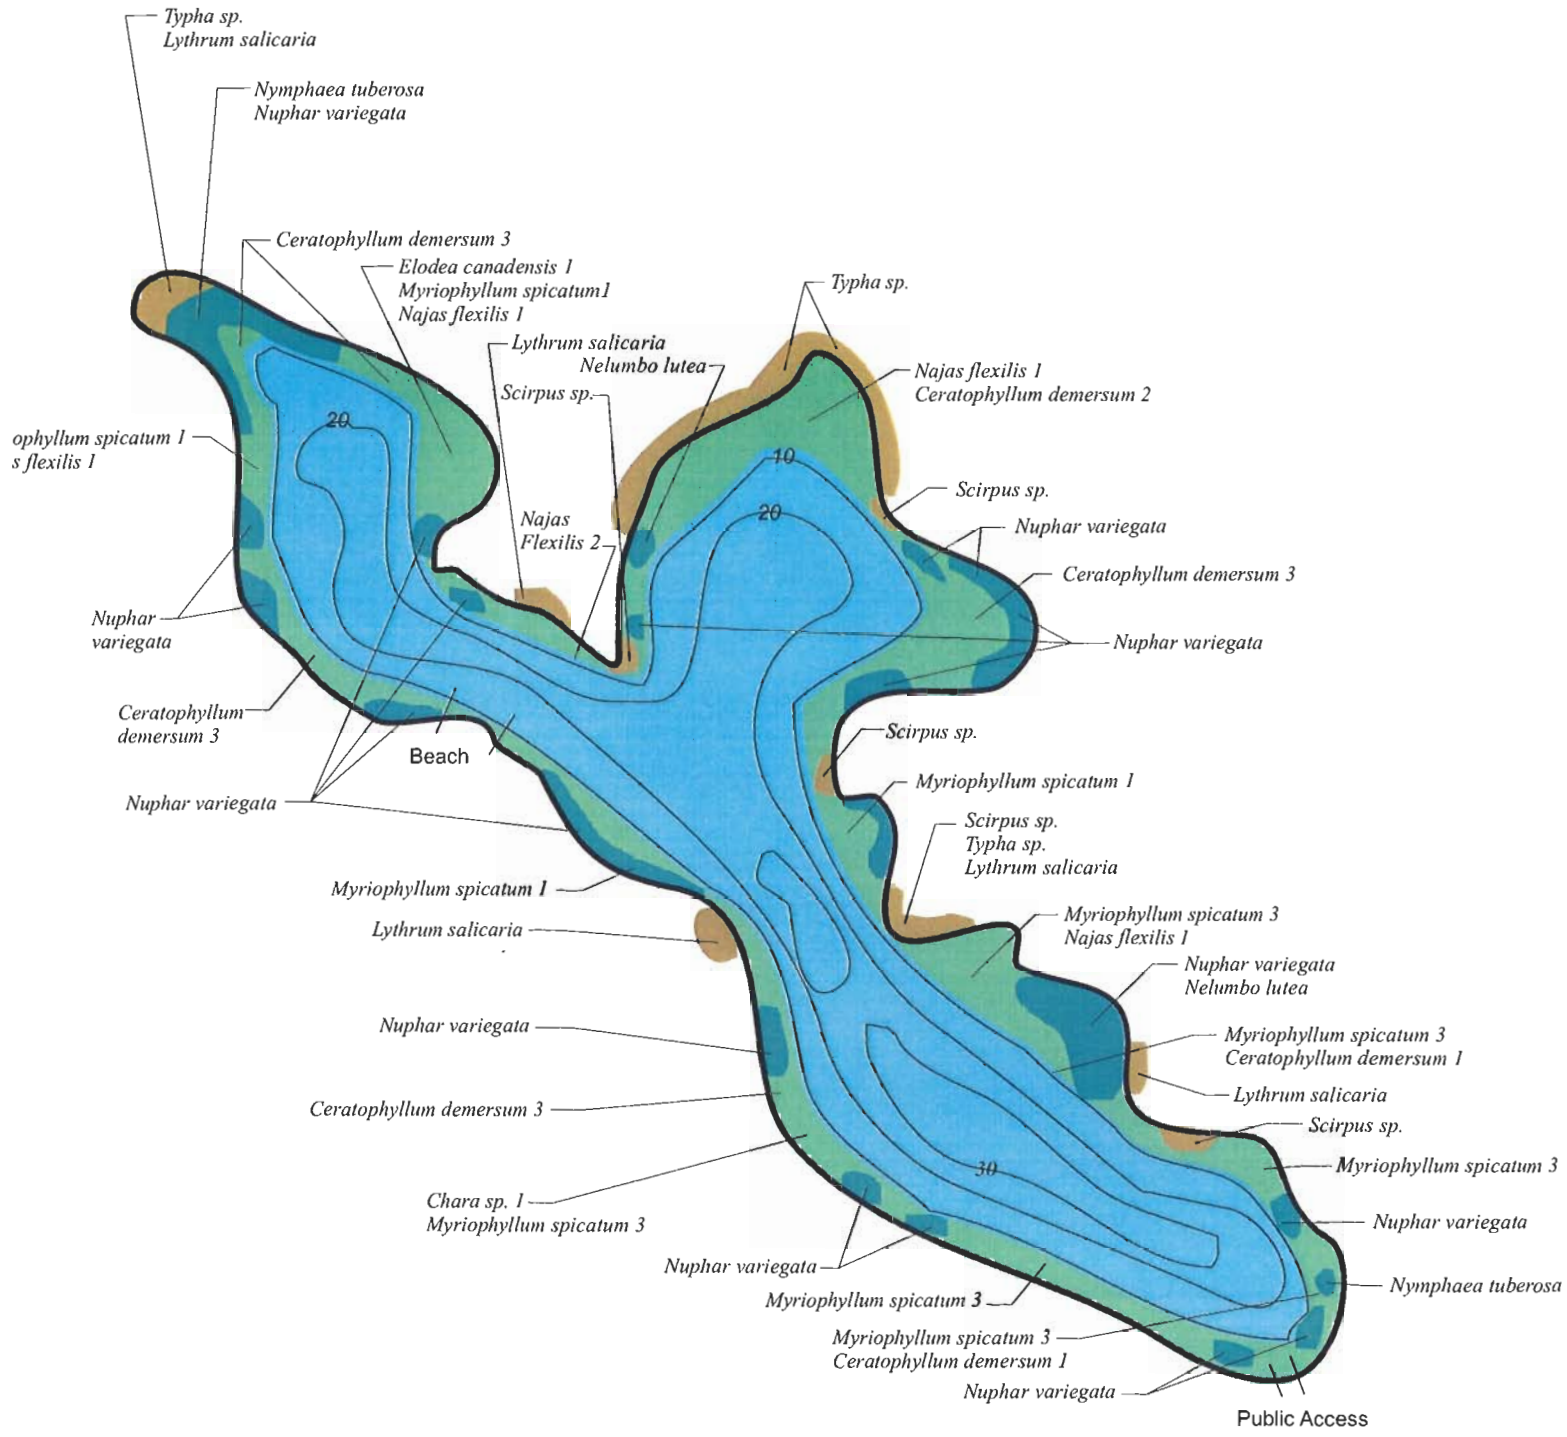 Typha sp.
Lythrum salicaria
Nymphaea tuberosa
Nuphar variegata
Ceratophyllum demersum 3
Elodea canadensis 1
Myriophyllum spicatum1
Najas flexilis 1
Typha sp.
Lythrum salicaria
Nelumbo lutea
Scirpus sp.
Najas flexilis 1
Ceratophyllum demersum 2
20
ophyllum spicatum 1
s flexilis 1
10
20
Scirpus sp.
Najas
Flexilis 2
Nuphar variegata
Ceratophyllum demersum 3
Nuphar
variegata
Nuphar variegata
Ceratophyllum
demersum 3
Beach
Scirpus sp.
Myriophyllum spicatum 1
Nuphar variegata
Scirpus sp.
Typha sp.
Lythrum salicaria
Myriophyllum spicatum 1
Lythrum salicaria
Myriophyllum spicatum 3
Najas flexilis 1
Nuphar variegata
Nelumbo lutea
Nuphar variegata
Myriophyllum spicatum 3
Ceratophyllum demersum 1
Lythrum salicaria
Ceratophyllum demersum 3
Scirpus sp.
30
Myriophyllum spicatum 3
Chara sp. 1
Myriophyllum spicatum 3
Nuphar variegata
Nuphar variegata
Nymphaea tuberosa
Myriophyllum spicatum 3
Myriophyllum spicatum 3
Ceratophyllum demersum 1
Nuphar variegata
Public Access